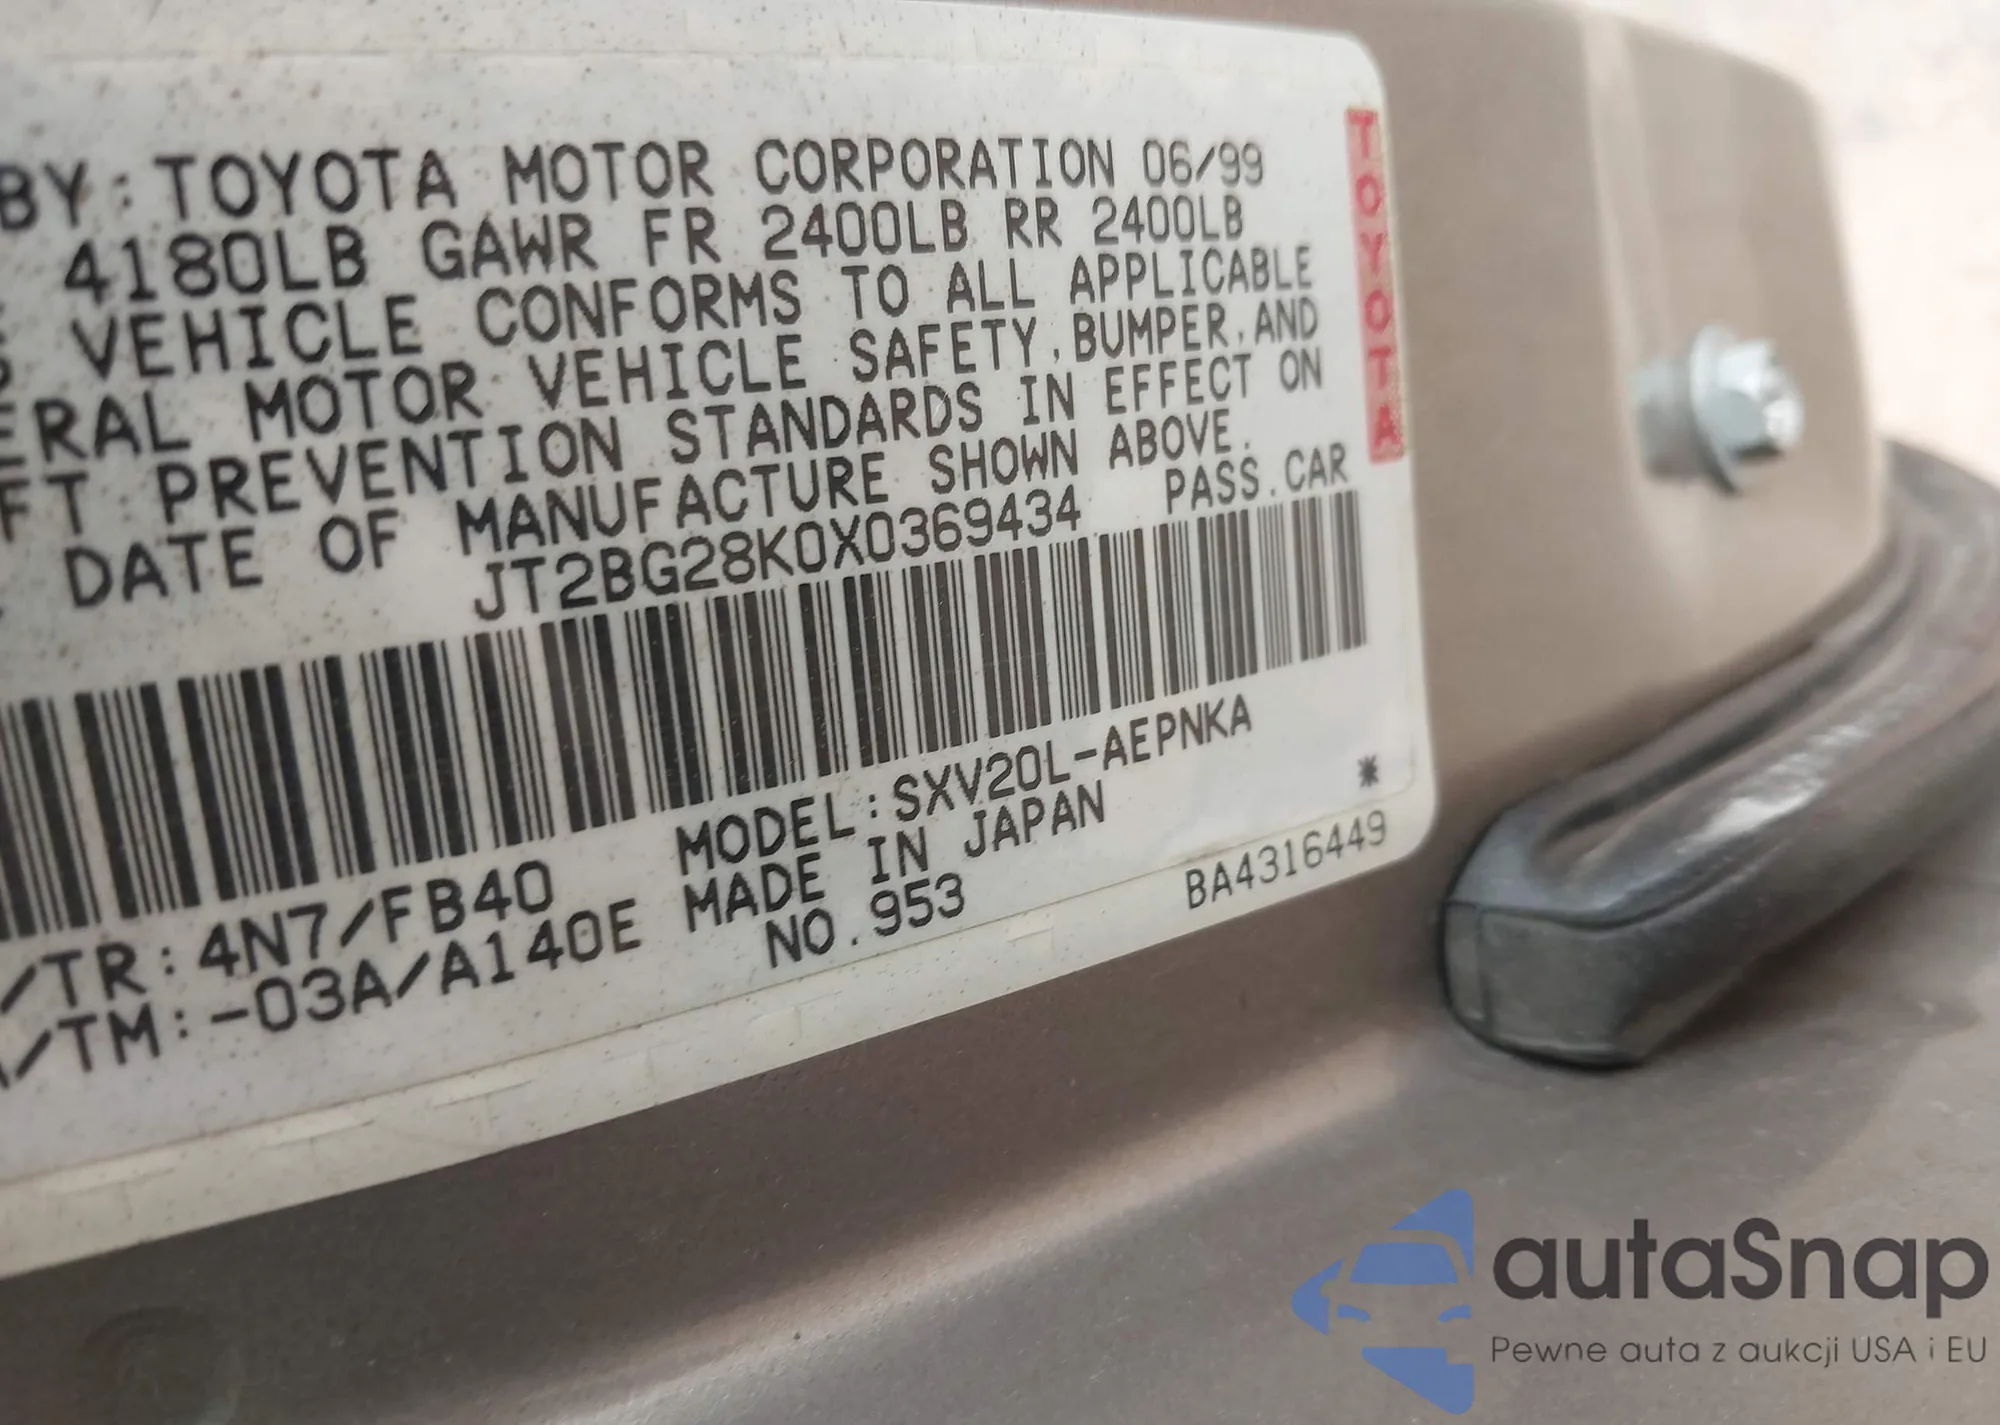 BY: TOYOTA MOTOR CORPORATION 06/99
4180LB GAWR FR 2400LB RR 2400LB
VEHICLE CONFORMS TO ALL APPLICABLE
ERAL MOTOR VEHICLE SAFETY, BUMPER, AND
FT PREVENTION STANDARDS IN EFFECT ON
DATE OF MANUFACTURE SHOWN ABOVE.
JT2BG28K0X0369434 PASS.CAR
/TR: 4N7/FB40 MODEL: SXV20L-AEPNKA
/TM: -03A/A140E MADE IN JAPAN
NO. 953
BA4316449
*
TOYOTA
autaSnap
Pewne auta z aukcji USA i EU